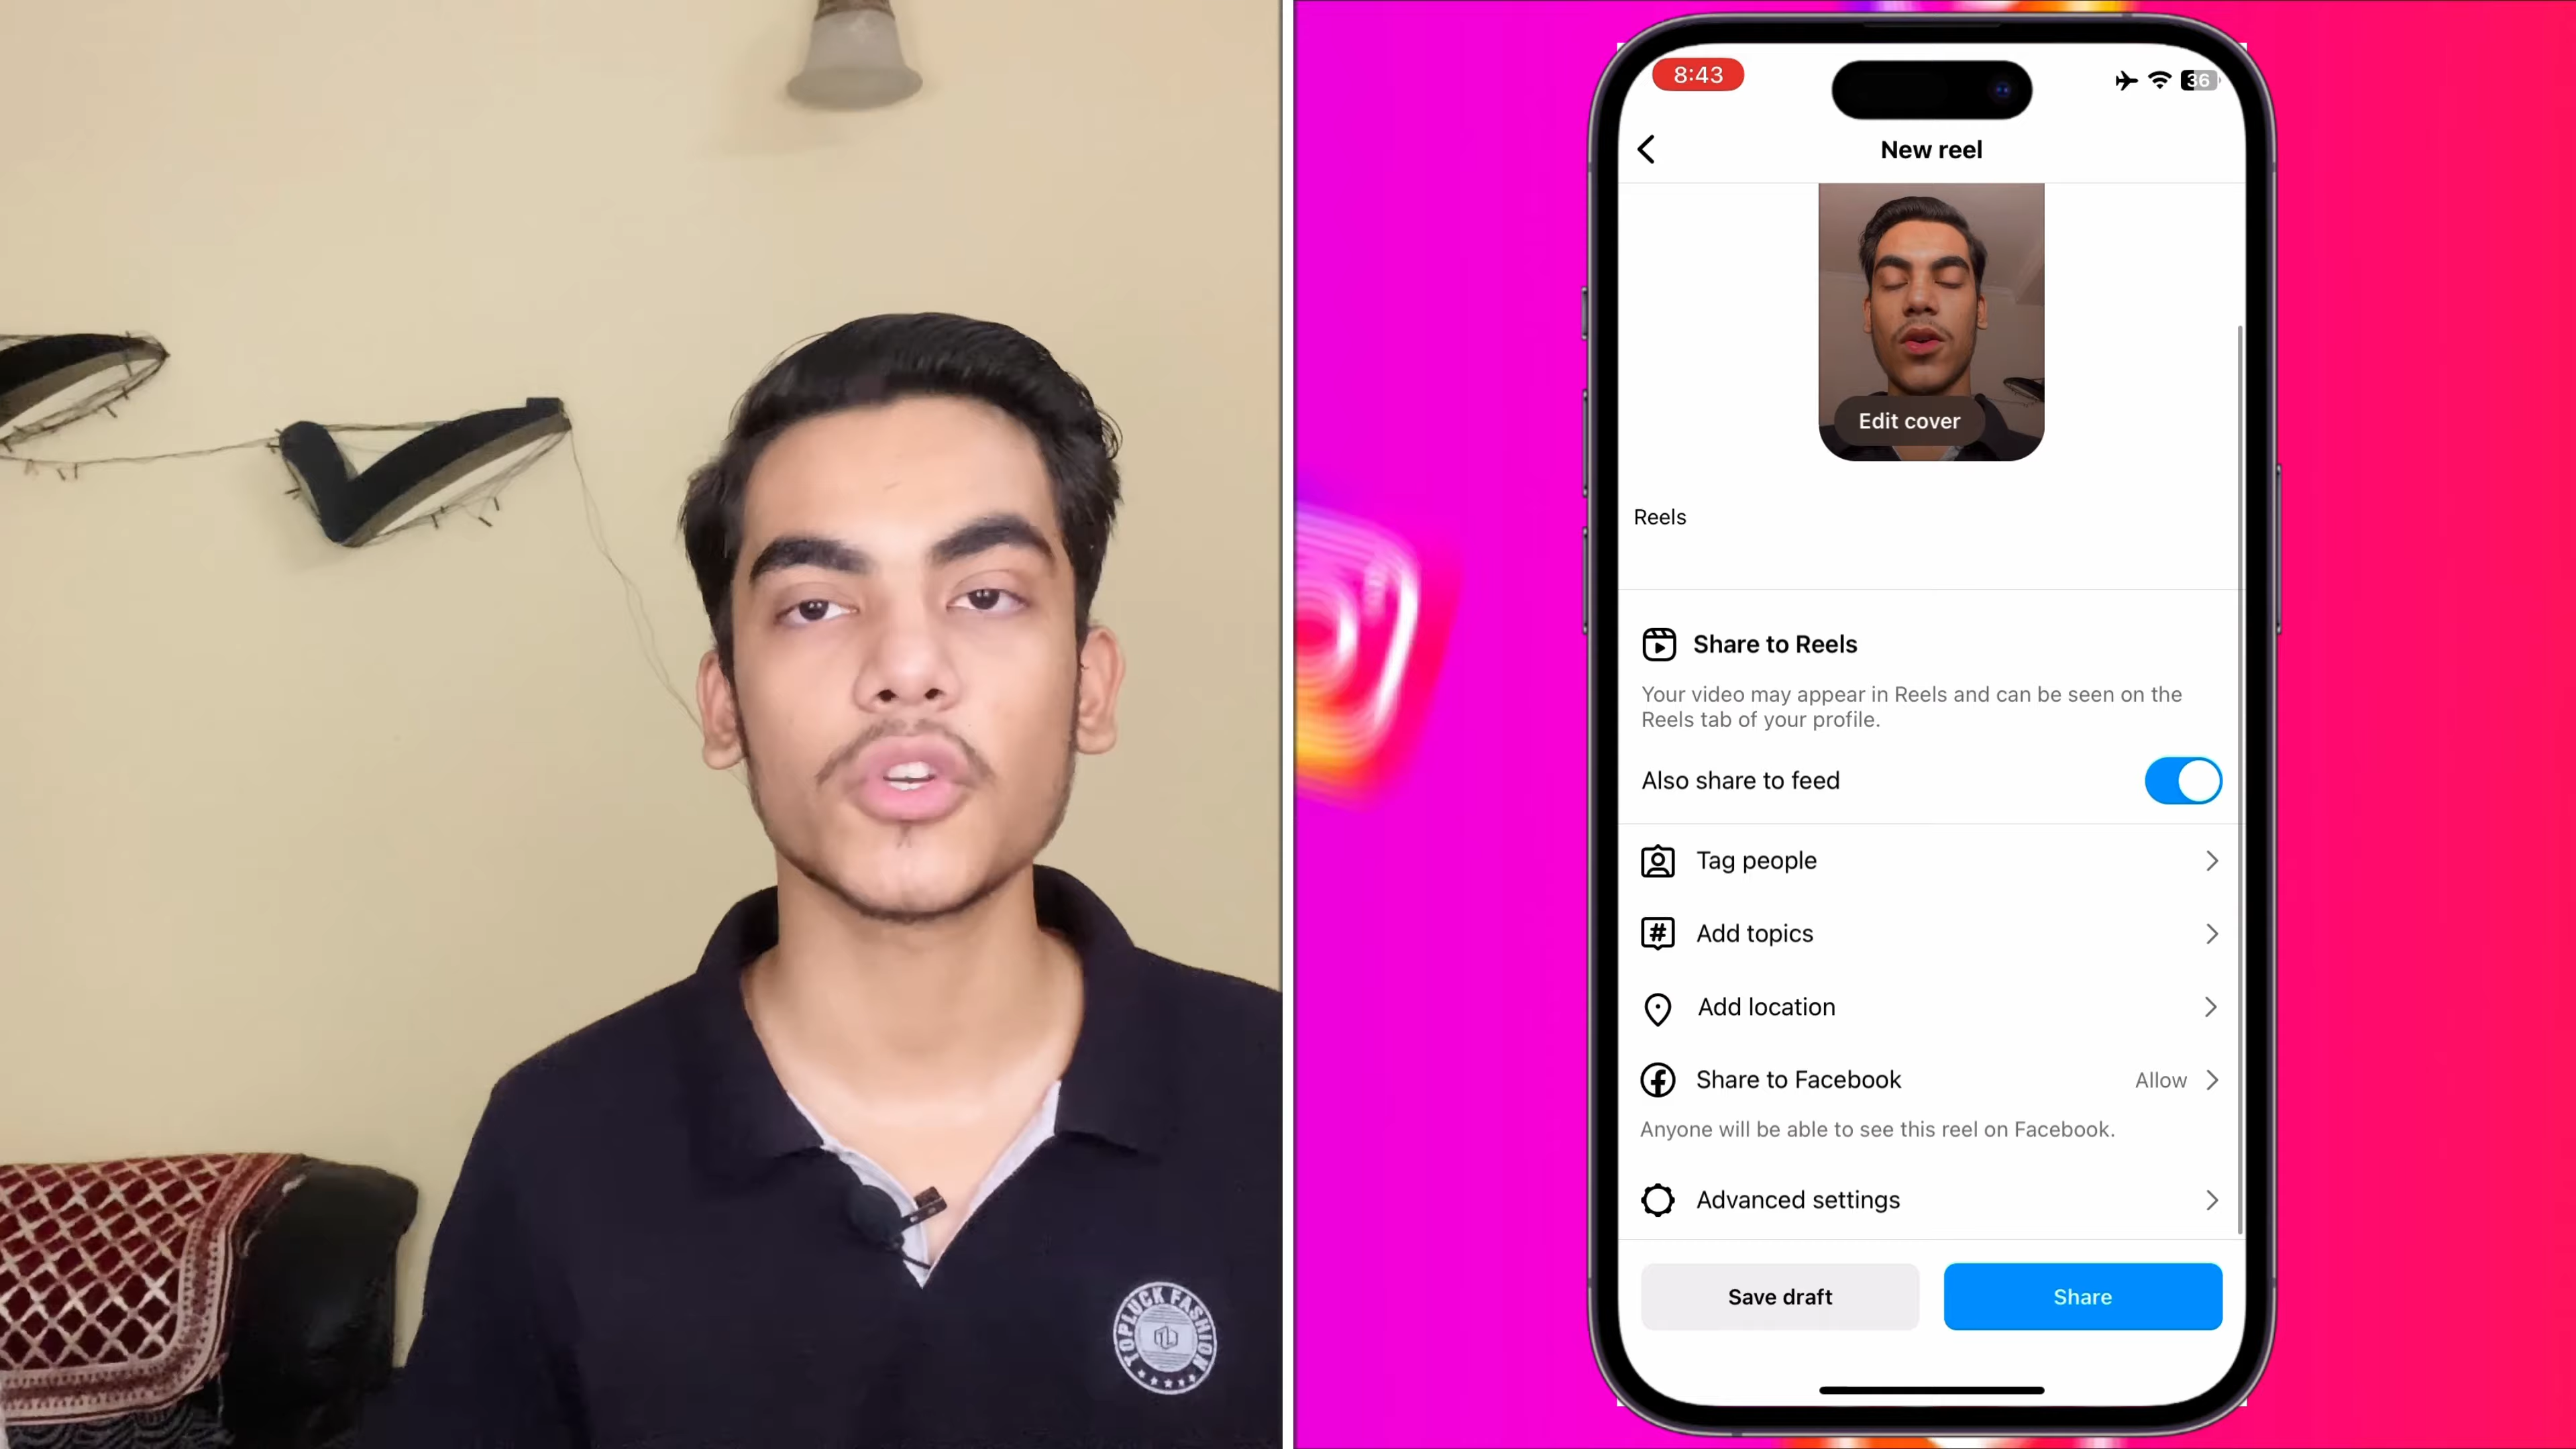 TOPLUCK FASHION
8:43
36
New reel
Edit cover
Reels
Share to Reels
Your video may appear in Reels and can be seen on the
Reels tab of your profile.
Also share to feed
Tag people
Add topics
Add location
Share to Facebook
Allow
Anyone will be able to see this reel on Facebook.
Advanced settings
Save draft
Share